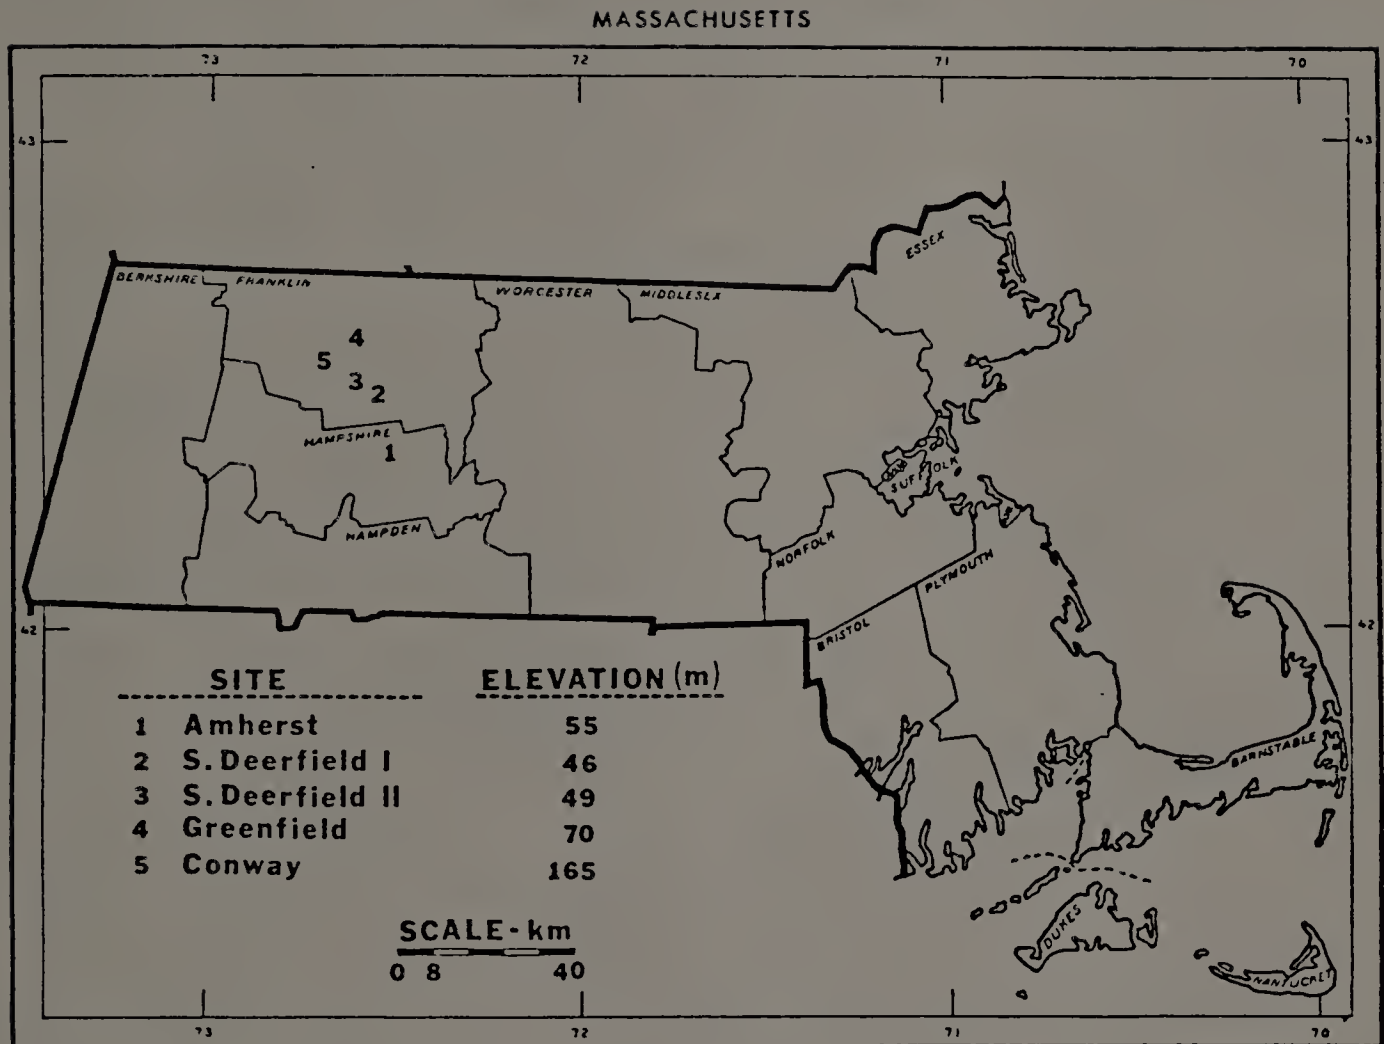 MASSACHUSETTS
73 72 71 70
43 43
ESSEX
BERKSHIRE FRANKLIN WORCESTER MIDDLESEX
4
5
3
2
HAMPSHIRE
1
SUFFOLK
HAMPDEN
NORFOLK
PLYMOUTH
BRISTOL
42 42
SITE ELEVATION (m)
1 Amherst 55
2 S. Deerfield I 46
3 S. Deerfield II 49
4 Greenfield 70
5 Conway 165
BARNSTABLE
DUKES
NANTUCKET
SCALE - km
0 8 40
73 72 71 70